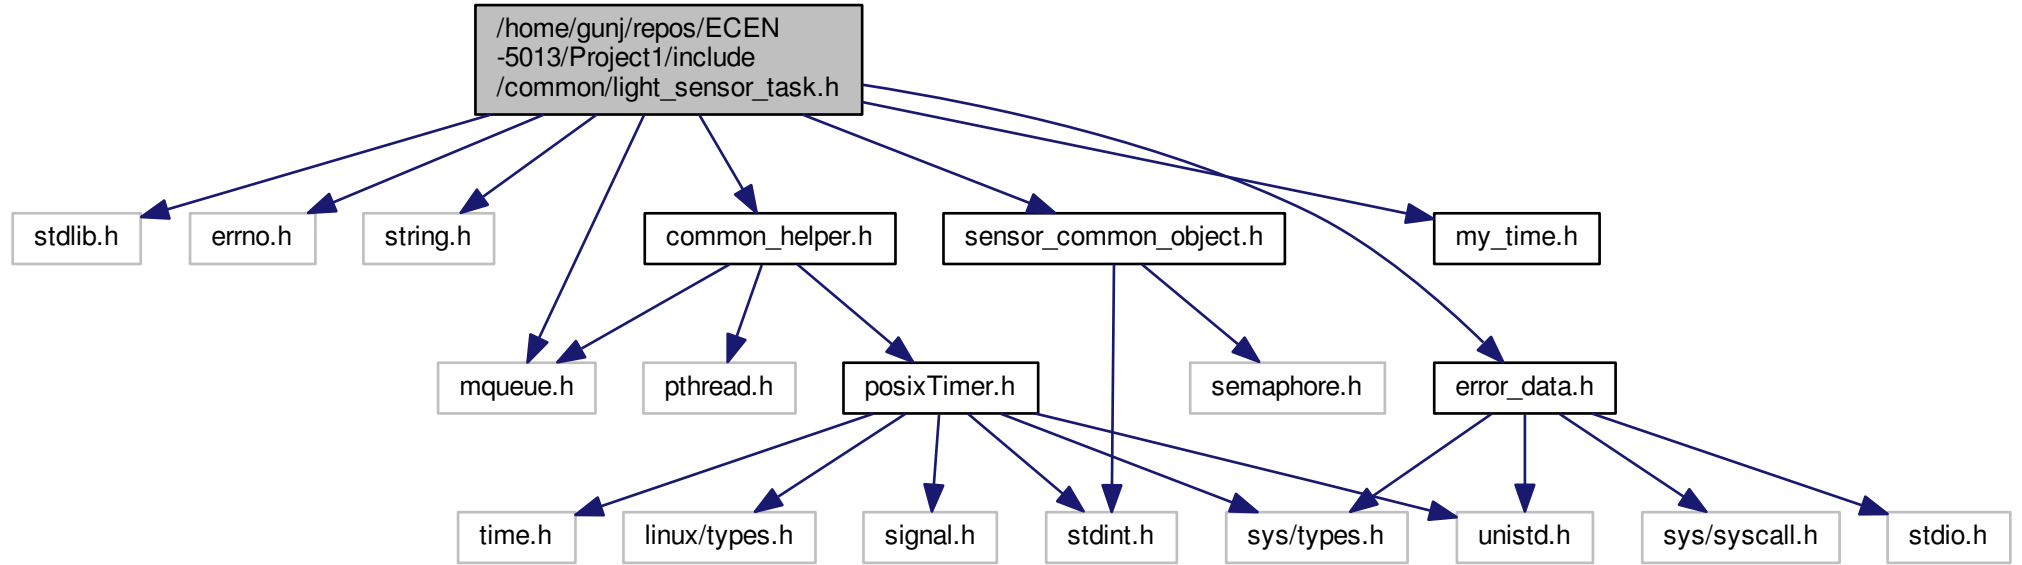 /home/gunj/repos/ECEN
-5013/Project1/include
/common/light_sensor_task.h
stdlib.h
errno.h
string.h
common_helper.h
sensor_common_object.h
my_time.h
mqueue.h
pthread.h
posixTimer.h
semaphore.h
error_data.h
time.h
linux/types.h
signal.h
stdint.h
sys/types.h
unistd.h
sys/syscall.h
stdio.h